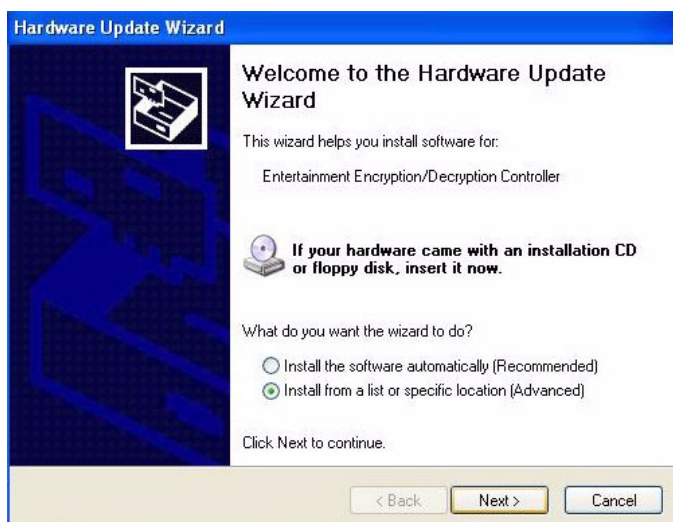 Hardware Update Wizard
Welcome to the Hardware Update
Wizard
This wizard helps you install software for:
Entertainment Encryption/Decryption Controller
If your hardware came with an installation CD
or floppy disk, insert it now.
What do you want the wizard to do?
Install the software automatically (Recommended)
Install from a list or specific location (Advanced)
Click Next to continue.
< Back Next > Cancel